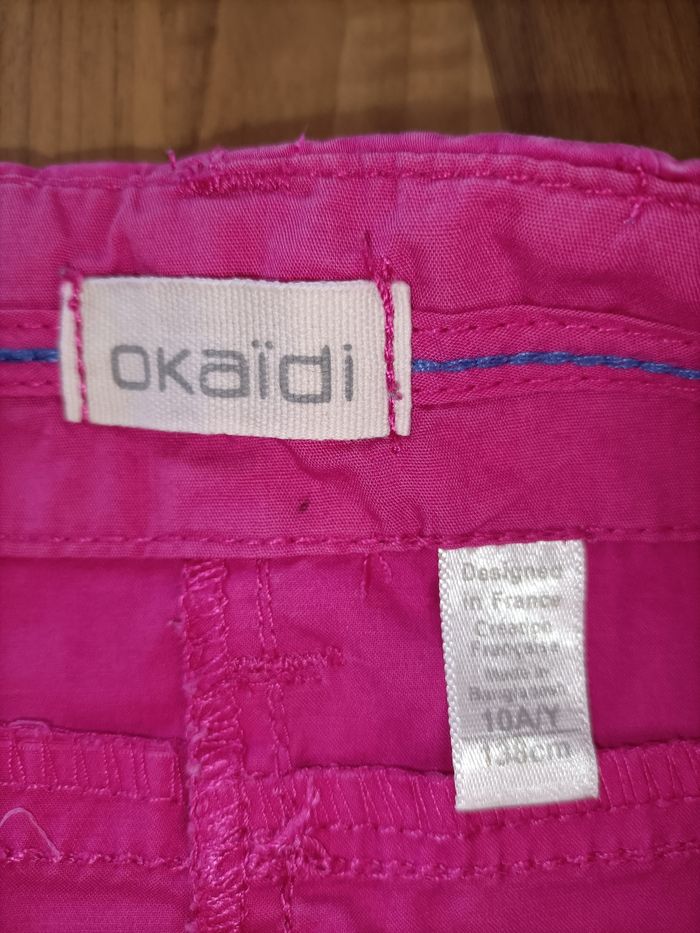 okaïdi
Designed
in France
Création
Française
Made in
Bangladesh
10A/Y
138cm